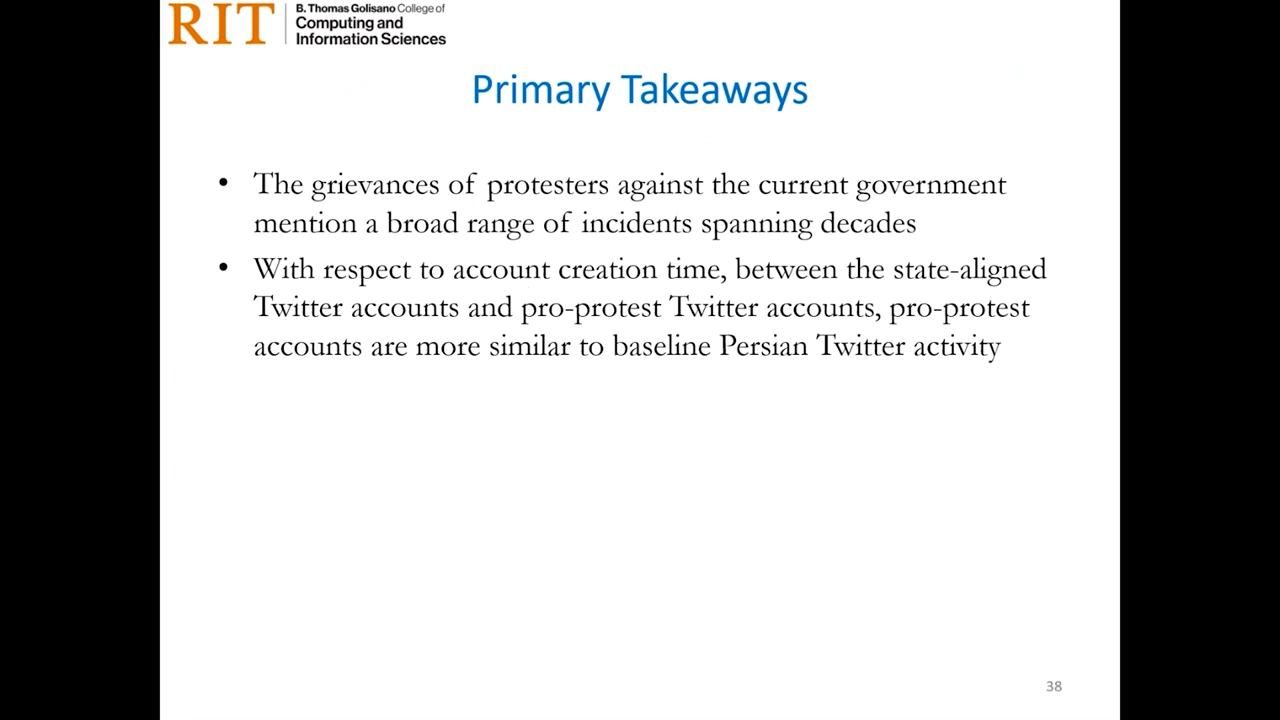 RIT
B. Thomas Golisano College of
Computing and
Information Sciences
Primary Takeaways
• The grievances of protesters against the current government
mention a broad range of incidents spanning decades
• With respect to account creation time, between the state-aligned
Twitter accounts and pro-protest Twitter accounts, pro-protest
accounts are more similar to baseline Persian Twitter activity
38